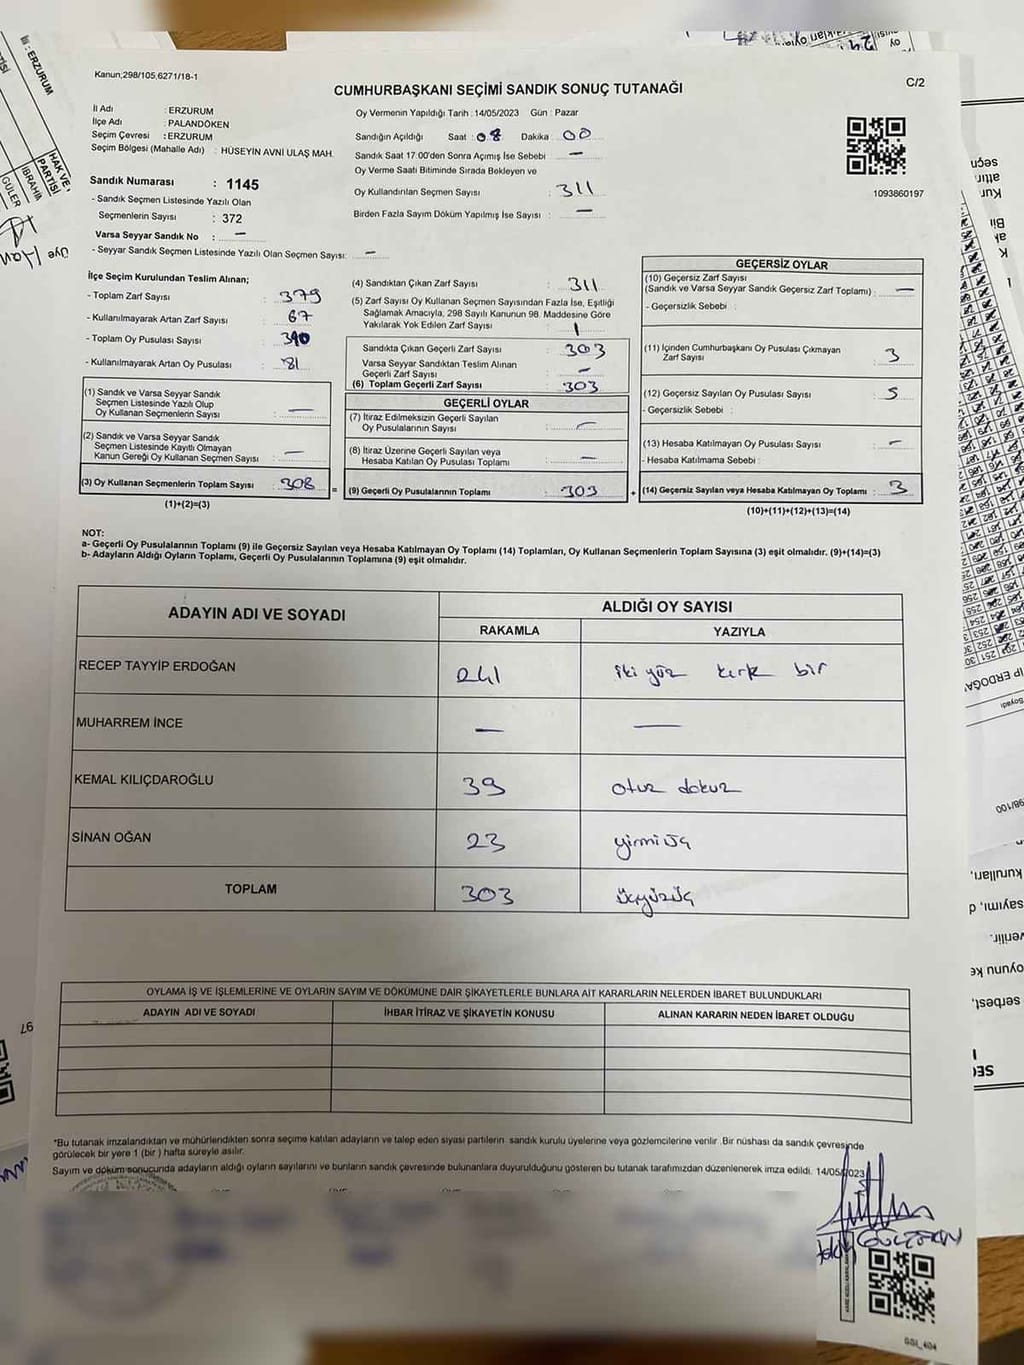 Kanun,298/105,6271/18-1
C/2
CUMHURBAŞKANI SEÇİMİ SANDIK SONUÇ TUTANAĞI
İl Adı : ERZURUM
İlçe Adı : PALANDÖKEN
Seçim Çevresi : ERZURUM
Seçim Bölgesi (Mahalle Adı) : HÜSEYİN AVNİ ULAŞ MAH.
Sandık Numarası : 1145
- Sandık Seçmen Listesinde Yazılı Olan
Seçmenlerin Sayısı : 372
Varsa Seyyar Sandık No : —
- Seyyar Sandık Seçmen Listesinde Yazılı Olan Seçmen Sayısı: —
Oy Vermenin Yapıldığı Tarih : 14/05/2023 Gün : Pazar
Sandığın Açıldığı Saat : 08 Dakika 00
Sandık Saat 17:00'den Sonra Açımış İse Sebebi —
Oy Verme Saati Bitiminde Sırada Bekleyen ve
Oy Kullandırılan Seçmen Sayısı : 311
Birden Fazla Sayım Döküm Yapılmış İse Sayısı : —
1093860197
İlçe Seçim Kurulundan Teslim Alınan;
- Toplam Zarf Sayısı : 379
- Kullanılmayarak Artan Zarf Sayısı : 67
- Toplam Oy Pusulası Sayısı : 390
- Kullanılmayarak Artan Oy Pusulası : 81
(1) Sandık ve Varsa Seyyar Sandık
Seçmen Listesinde Yazılı Olup
Oy Kullanan Seçmenlerin Sayısı : —
(2) Sandık ve Varsa Seyyar Sandık
Seçmen Listesinde Kayıtlı Olmayan
Kanun Gereği Oy Kullanan Seçmen Sayısı : —
(3) Oy Kullanan Seçmenlerin Toplam Sayısı : 308
(1)+(2)=(3)
(4) Sandıktan Çıkan Zarf Sayısı : 311
(5) Zarf Sayısı Oy Kullanan Seçmen Sayısından Fazla İse, Eşitliği
Sağlamak Amacıyla, 298 Sayılı Kanunun 98. Maddesine Göre
Yakılarak Yok Edilen Zarf Sayısı : 1
Sandıkta Çıkan Geçerli Zarf Sayısı : 303
Varsa Seyyar Sandıktan Teslim Alınan
Geçerli Zarf Sayısı : —
(6) Toplam Geçerli Zarf Sayısı : 303
GEÇERLİ OYLAR
(7) İtiraz Edilmeksizin Geçerli Sayılan
Oy Pusulalarının Sayısı : —
(8) İtiraz Üzerine Geçerli Sayılan veya
Hesaba Katılan Oy Pusulası Toplamı : —
= (9) Geçerli Oy Pusulalarının Toplamı : 303 +
GEÇERSİZ OYLAR
(10) Geçersiz Zarf Sayısı
(Sandık ve Varsa Seyyar Sandık Geçersiz Zarf Toplamı) : —
- Geçersizlik Sebebi :
(11) İçinden Cumhurbaşkanı Oy Pusulası Çıkmayan
Zarf Sayısı : 3
(12) Geçersiz Sayılan Oy Pusulası Sayısı : 5
- Geçersizlik Sebebi :
(13) Hesaba Katılmayan Oy Pusulası Sayısı : —
- Hesaba Katılmama Sebebi :
(14) Geçersiz Sayılan veya Hesaba Katılmayan Oy Toplamı : 3
(10)+(11)+(12)+(13)=(14)
NOT:
a- Geçerli Oy Pusulalarının Toplamı (9) ile Geçersiz Sayılan veya Hesaba Katılmayan Oy Toplamı (14) Toplamları, Oy Kullanan Seçmenlerin Toplam Sayısına (3) eşit olmalıdır. (9)+(14)=(3)
b- Adayların Aldığı Oyların Toplamı, Geçerli Oy Pusulalarının Toplamına (9) eşit olmalıdır.
ADAYIN ADI VE SOYADI ALDIĞI OY SAYISI
RAKAMLA YAZIYLA
RECEP TAYYİP ERDOĞAN 241 iki yüz kırk bir
MUHARREM İNCE — —
KEMAL KILIÇDAROĞLU 39 otuz dokuz
SİNAN OĞAN 23 yirmi üç
TOPLAM 303 üçyüzüç
OYLAMA İŞ VE İŞLEMLERİNE VE OYLARIN SAYIM VE DÖKÜMÜNE DAİR ŞİKAYETLERLE BUNLARA AİT KARARLARIN NELERDEN İBARET BULUNDUKLARI
ADAYIN ADI VE SOYADI İHBAR İTİRAZ VE ŞİKAYETİN KONUSU ALINAN KARARIN NEDEN İBARET OLDUĞU
*Bu tutanak imzalandıktan ve mühürlendikten sonra seçime katılan adayların ve talep eden siyasi partilerin sandık kurulu üyelerine veya gözlemcilerine verilir .Bir nüshası da sandık çevresinde
görülecek bir yere 1 (bir ) hafta süreyle asılır.
Sayım ve döküm sonucunda adayların aldığı oyların sayılarını ve bunların sandık çevresinde bulunanlara duyurulduğunu gösteren bu tutanak tarafımızdan düzenlenerek imza edildi. 14/05/2023